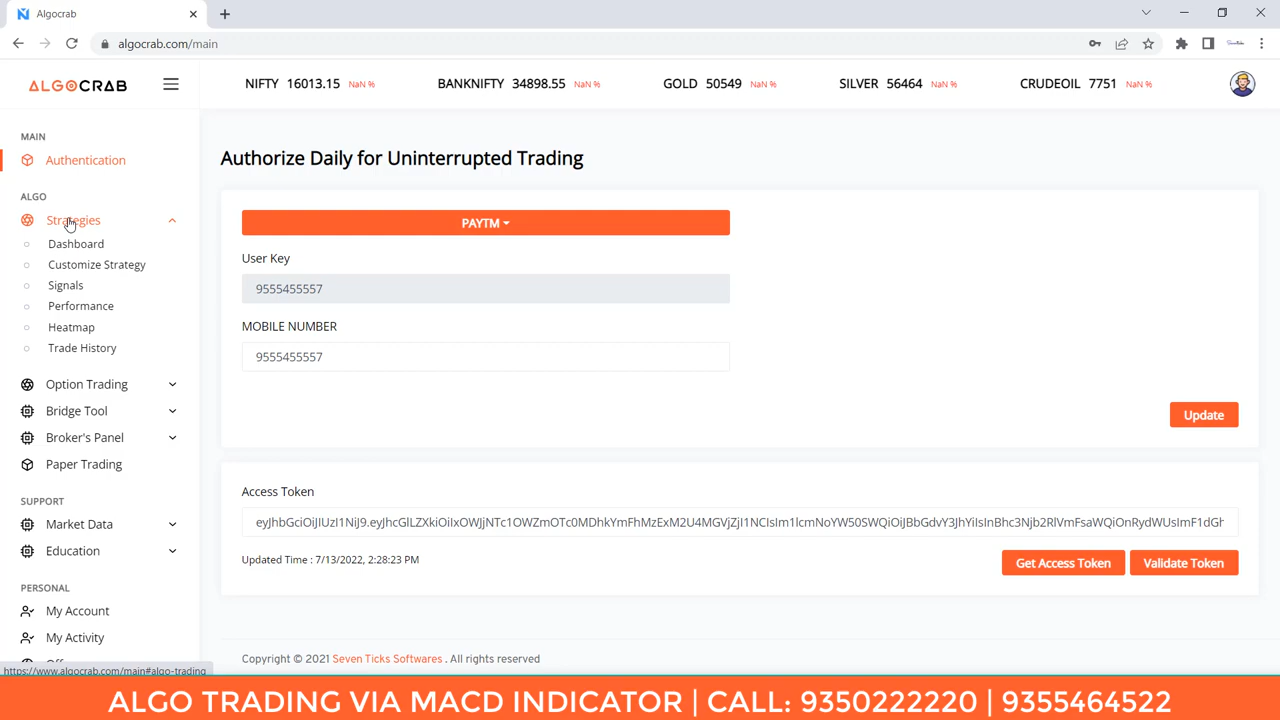 Algocrab
algocrab.com/main
ALGOCRAB
NIFTY 16013.15 NaN % BANKNIFTY 34898.55 NaN % GOLD 50549 NaN % SILVER 56464 NaN % CRUDEOIL 7751 NaN %
MAIN
Authentication
ALGO
Strategies
Dashboard
Customize Strategy
Signals
Performance
Heatmap
Trade History
Option Trading
Bridge Tool
Broker's Panel
Paper Trading
SUPPORT
Market Data
Education
PERSONAL
My Account
My Activity
https://www.algocrab.com/main#algo-trading
Authorize Daily for Uninterrupted Trading
PAYTM
User Key
9555455557
MOBILE NUMBER
9555455557
Update
Access Token
Updated Time : 7/13/2022, 2:28:23 PM
Get Access Token Validate Token
Copyright © 2021 Seven Ticks Softwares . All rights reserved
ALGO TRADING VIA MACD INDICATOR | CALL: 9350222220 | 9355464522